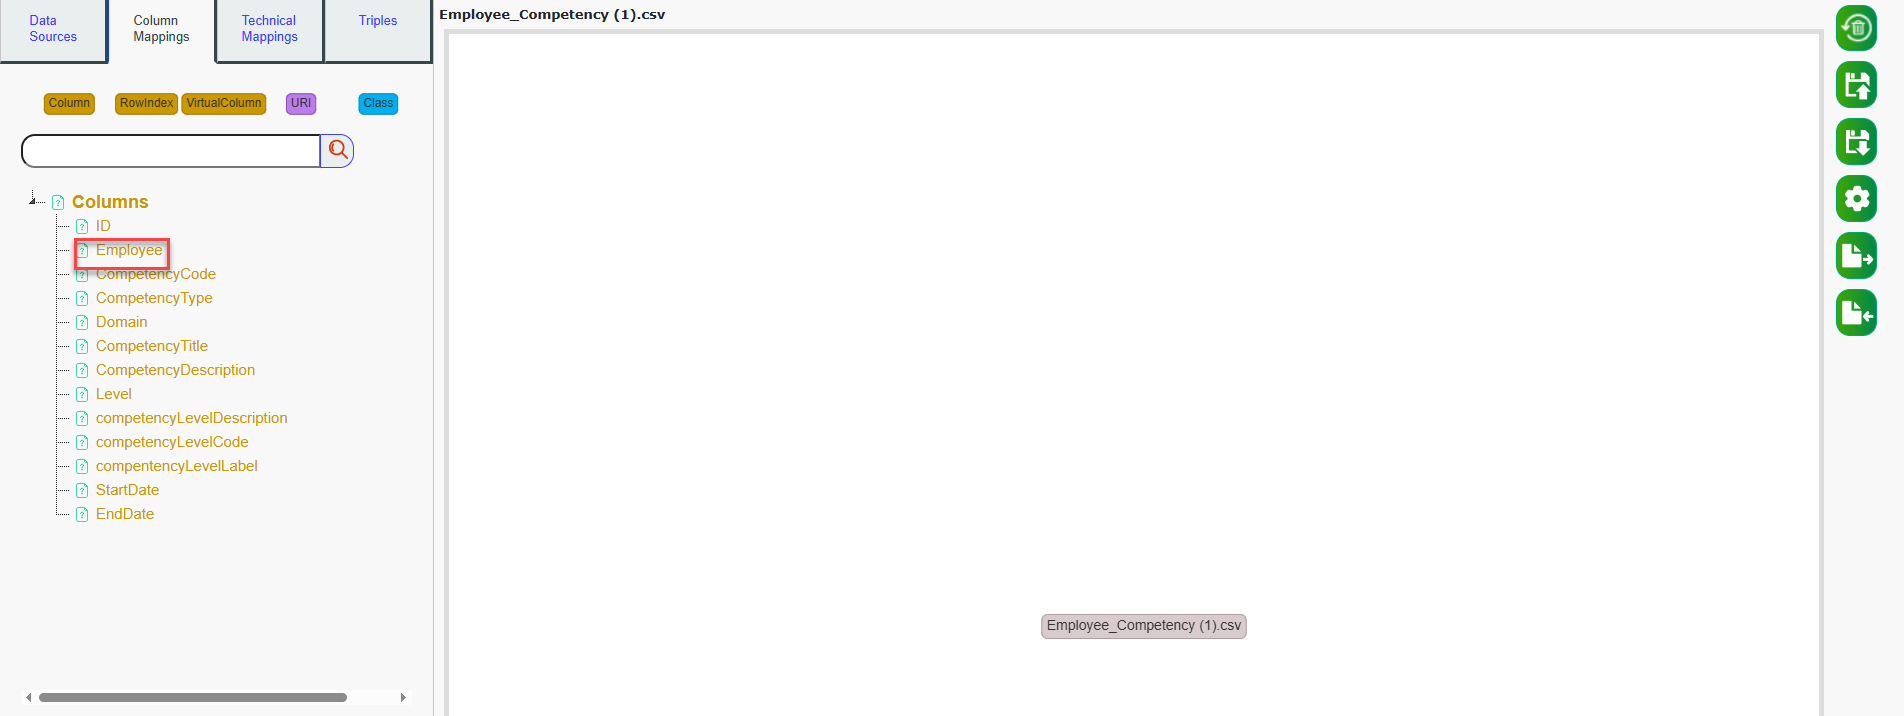 Data Sources
Column Mappings
Technical Mappings
Triples
Employee_Competency (1).csv
Column
RowIndex
VirtualColumn
URI
Class
Columns
ID
Employee
CompetencyCode
CompetencyType
Domain
CompetencyTitle
CompetencyDescription
Level
competencyLevelDescription
competencyLevelCode
compentencyLevelLabel
StartDate
EndDate
Employee_Competency (1).csv